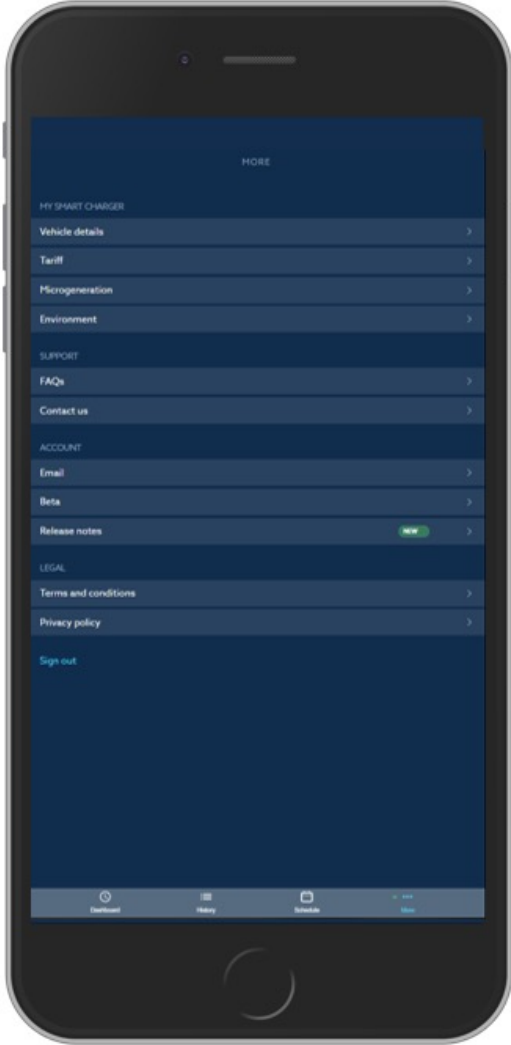 MORE
MY SMART CHARGER
Vehicle details
Tariff
Microgeneration
Environment
SUPPORT
FAQs
Contact us
ACCOUNT
Email
Beta
Release notes NEW
LEGAL
Terms and conditions
Privacy policy
Sign out
Dashboard History Schedule More